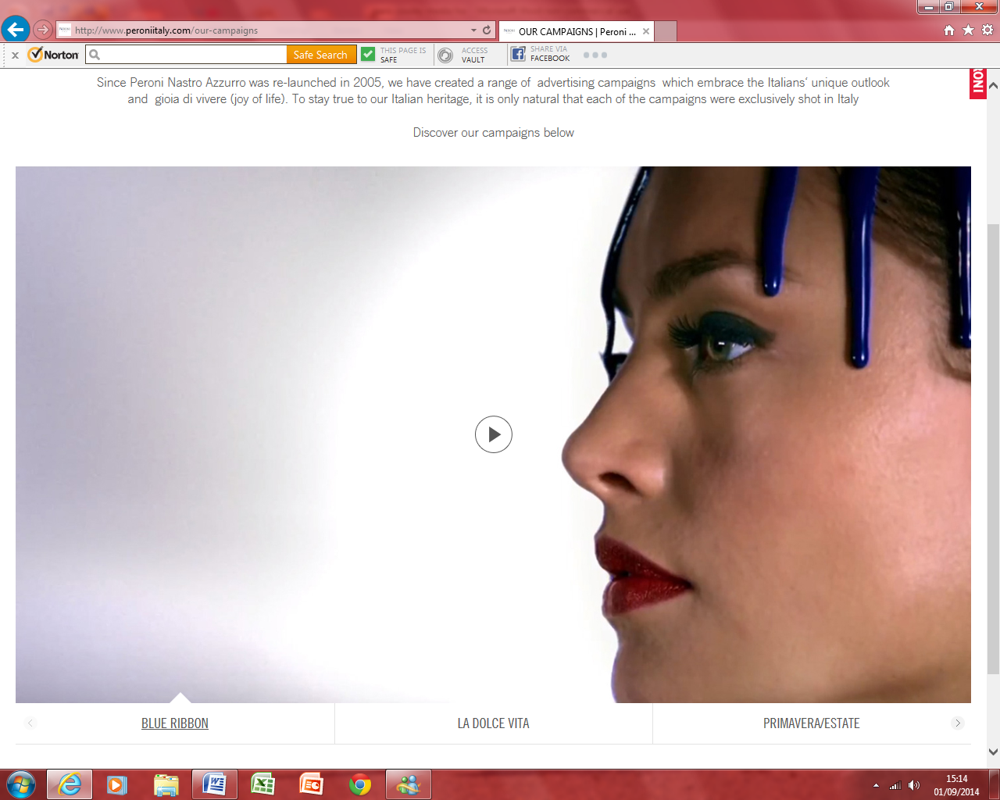 http://www.peroniitaly.com/our-campaigns
OUR CAMPAIGNS | Peroni ...
Norton
Safe Search
THIS PAGE IS
SAFE
ACCESS
VAULT
SHARE VIA
FACEBOOK
Since Peroni Nastro Azzurro was re-launched in 2005, we have created a range of advertising campaigns which embrace the Italians' unique outlook
and gioia di vivere (joy of life). To stay true to our Italian heritage, it is only natural that each of the campaigns were exclusively shot in Italy
Discover our campaigns below
BLUE RIBBON
LA DOLCE VITA
PRIMAVERA/ESTATE
15:14
01/09/2014